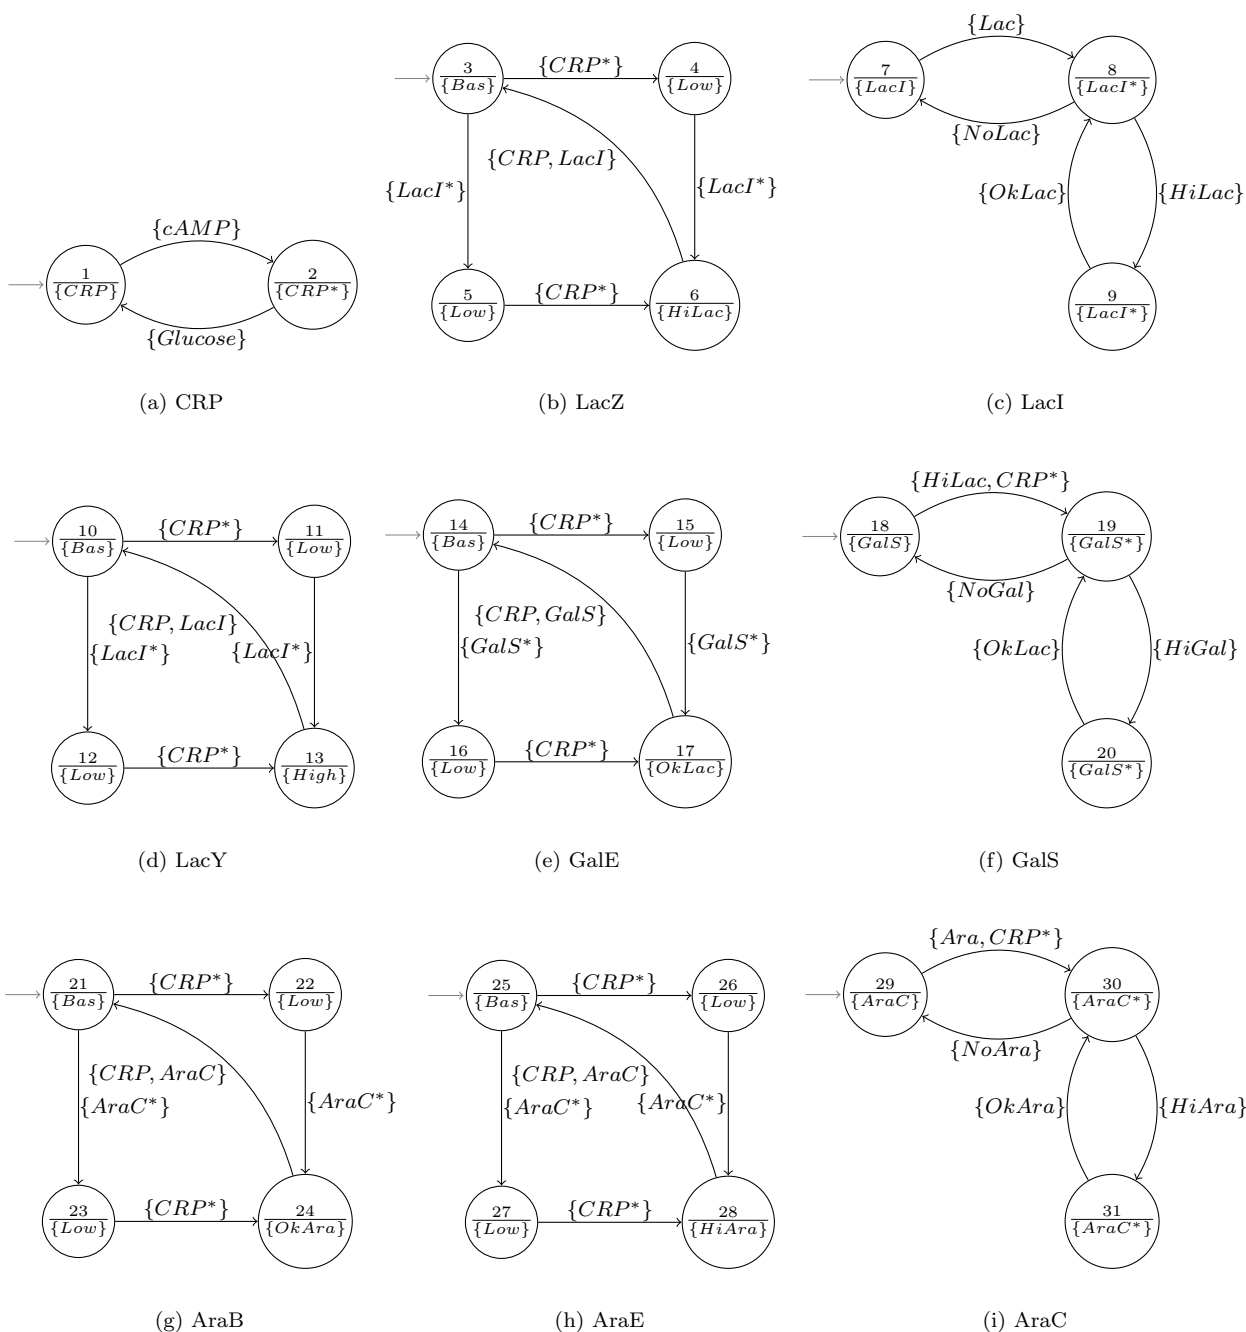 {CRP*}
3
{Bas}
4
{Low}
{CRP, LacI}
{LacI*}
{LacI*}
5
{Low}
{CRP*}
6
{HiLac}
{Lac}
7
{LacI}
8
{LacI*}
{NoLac}
{OkLac}
{HiLac}
9
{LacI*}
{cAMP}
1
{CRP}
2
{CRP*}
{Glucose}
(a) CRP
(b) LacZ
(c) LacI
{CRP*}
10
{Bas}
11
{Low}
{CRP, LacI}
{LacI*}
{LacI*}
12
{Low}
{CRP*}
13
{High}
{CRP*}
14
{Bas}
15
{Low}
{CRP, GalS}
{GalS*}
{GalS*}
16
{Low}
{CRP*}
17
{OkLac}
{HiLac, CRP*}
18
{GalS}
19
{GalS*}
{NoGal}
{OkLac}
{HiGal}
20
{GalS*}
(d) LacY
(e) GalE
(f) GalS
{CRP*}
21
{Bas}
22
{Low}
{CRP, AraC}
{AraC*}
{AraC*}
23
{Low}
{CRP*}
24
{OkAra}
{CRP*}
25
{Bas}
26
{Low}
{CRP, AraC}
{AraC*}
{AraC*}
27
{Low}
{CRP*}
28
{HiAra}
{Ara, CRP*}
29
{AraC}
30
{AraC*}
{NoAra}
{OkAra}
{HiAra}
31
{AraC*}
(g) AraB
(h) AraE
(i) AraC